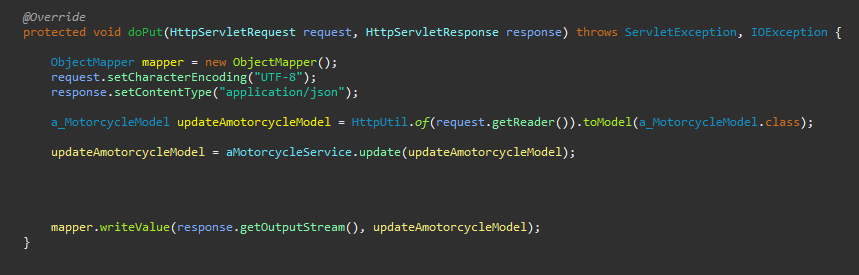 @Override
protected void doPut(HttpServletRequest request, HttpServletResponse response) throws ServletException, IOException {
ObjectMapper mapper = new ObjectMapper();
request.setCharacterEncoding("UTF-8");
response.setContentType("application/json");
a_MotorcycleModel updateAmotorcycleModel = HttpUtil.of(request.getReader()).toModel(a_MotorcycleModel.class);
updateAmotorcycleModel = aMotorcycleService.update(updateAmotorcycleModel);
mapper.writeValue(response.getOutputStream(), updateAmotorcycleModel);
}